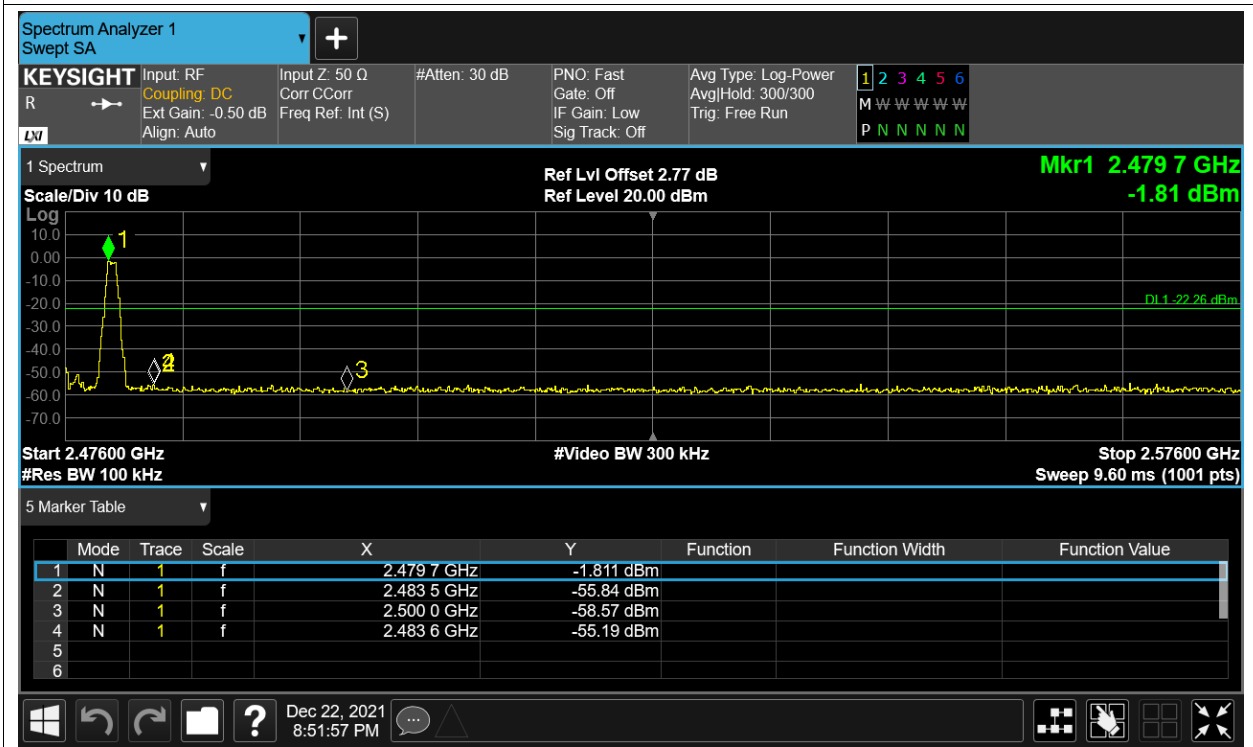 Spectrum Analyzer 1
Swept SA
+
KEYSIGHT
R
LXI
Input: RF
Coupling: DC
Ext Gain: -0.50 dB
Align: Auto
Input Z: 50 Ω
Corr CCorr
Freq Ref: Int (S)
#Atten: 30 dB
PNO: Fast
Gate: Off
IF Gain: Low
Sig Track: Off
Avg Type: Log-Power
Avg|Hold: 300/300
Trig: Free Run
1 2 3 4 5 6
M W W W W W
P N N N N N
1 Spectrum
Scale/Div 10 dB
Ref Lvl Offset 2.77 dB
Ref Level 20.00 dBm
Mkr1 2.479 7 GHz
-1.81 dBm
Log
10.0
0.00
-10.0
-20.0
-30.0
-40.0
-50.0
-60.0
-70.0
1
2
3
DL1 -22.26 dBm
Start 2.47600 GHz
#Video BW 300 kHz
Stop 2.57600 GHz
#Res BW 100 kHz
Sweep 9.60 ms (1001 pts)
5 Marker Table
Mode Trace Scale X Y Function Function Width Function Value
1 N 1 f 2.479 7 GHz -1.811 dBm
2 N 1 f 2.483 5 GHz -55.84 dBm
3 N 1 f 2.500 0 GHz -58.57 dBm
4 N 1 f 2.483 6 GHz -55.19 dBm
5
6
?
Dec 22, 2021
8:51:57 PM